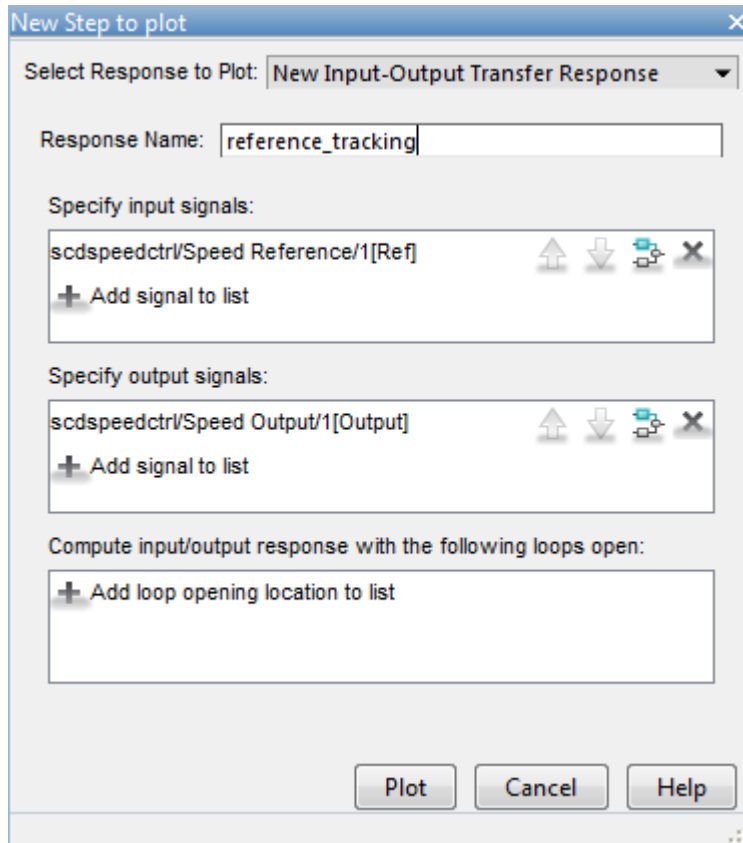 New Step to plot
Select Response to Plot: New Input-Output Transfer Response
Response Name: reference_tracking
Specify input signals:
scdspeedctrl/Speed Reference/1[Ref]
Add signal to list
Specify output signals:
scdspeedctrl/Speed Output/1[Output]
Add signal to list
Compute input/output response with the following loops open:
Add loop opening location to list
Plot Cancel Help